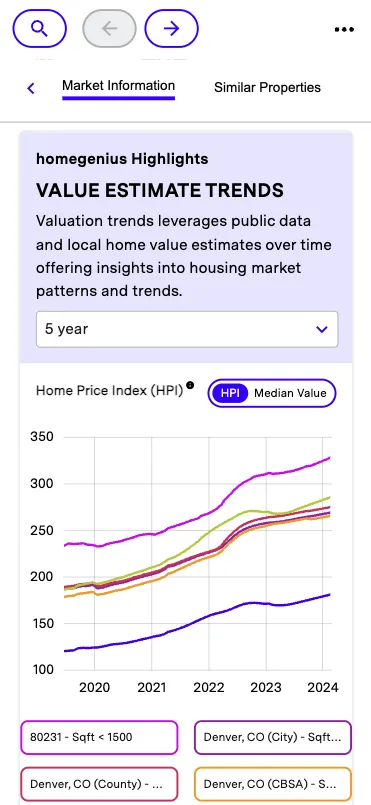 Market Information
Similar Properties
homegenius Highlights
VALUE ESTIMATE TRENDS
Valuation trends leverages public data
and local home value estimates over time
offering insights into housing market
patterns and trends.
5 year
Home Price Index (HPI)
HPI
Median Value
350
300
250
200
150
100
2020 2021 2022 2023 2024
80231 - Sqft < 1500
Denver, CO (City) - Sqft...
Denver, CO (County) - ...
Denver, CO (CBSA) - S...